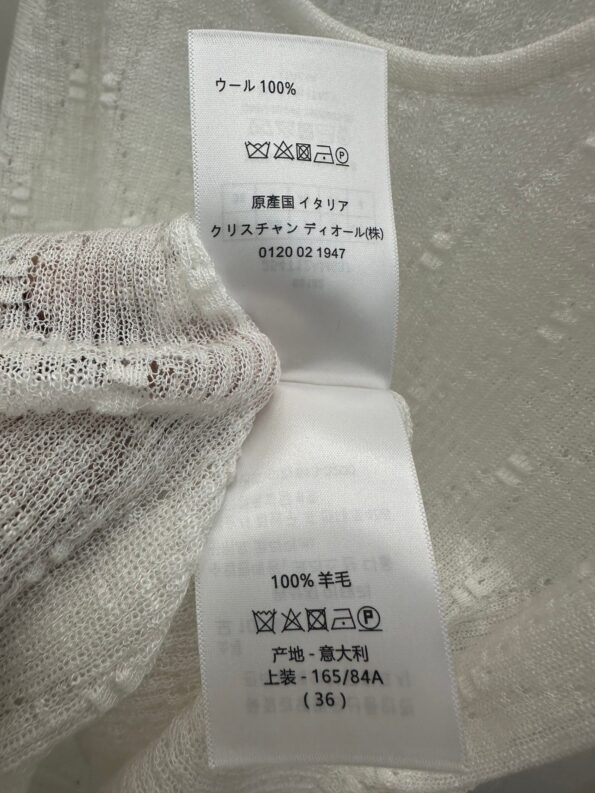 ウール 100%
P
原産国 イタリア
クリスチャン ディオール(株)
0120 02 1947
100% 羊毛
P
产地 - 意大利
上装 - 165/84A
( 36 )